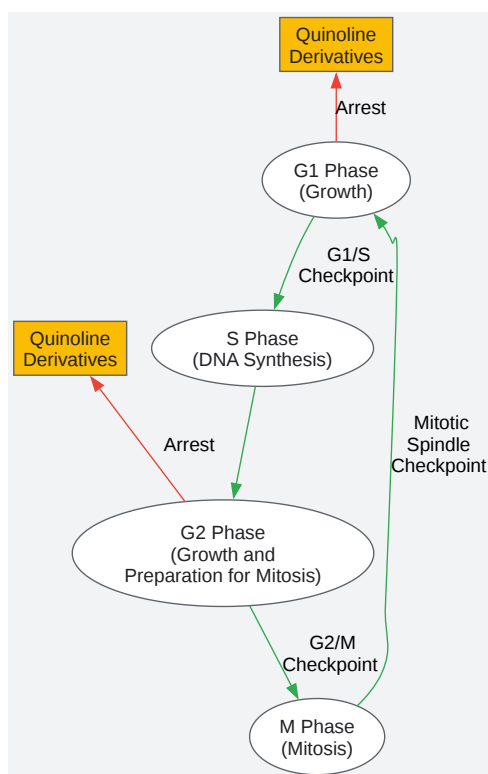 Quinoline
Derivatives
Arrest
G1 Phase
(Growth)
G1/S
Checkpoint
S Phase
(DNA Synthesis)
Quinoline
Derivatives
Arrest
Mitotic
Spindle
Checkpoint
G2 Phase
(Growth and
Preparation for Mitosis)
G2/M
Checkpoint
M Phase
(Mitosis)